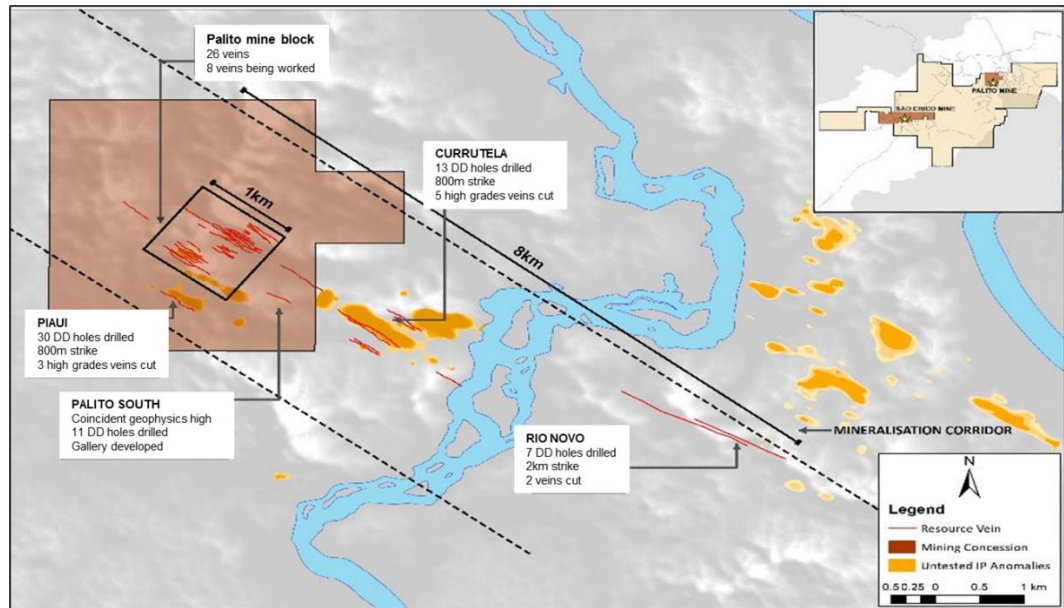 Palito mine block
26 veins
8 veins being worked
PALITO MINE
SÃO CHICO MINE
CURRUTELA
13 DD holes drilled
800m strike
5 high grades veins cut
1km
8km
PIAUI
30 DD holes drilled
800m strike
3 high grades veins cut
PALITO SOUTH
Coincident geophysics high
11 DD holes drilled
Gallery developed
RIO NOVO
7 DD holes drilled
2km strike
2 veins cut
MINERALISATION CORRIDOR
N
Legend
Resource Vein
Mining Concession
Untested IP Anomalies
0.5 0.25 0 0.5 1 km